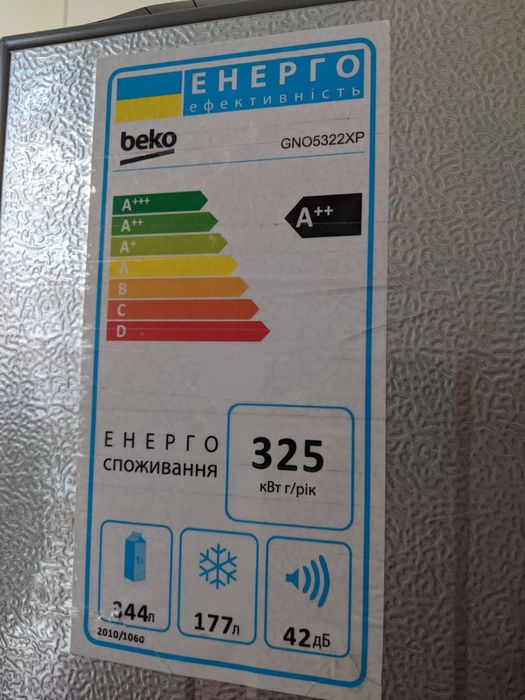 ЕНЕРГО
ефективність
beko
GNO5322XP
A+++
A++
A+
A
B
C
D
A++
ЕНЕРГО
споживання
325
кВт г/рік
344л
177л
42дБ
2010/1060